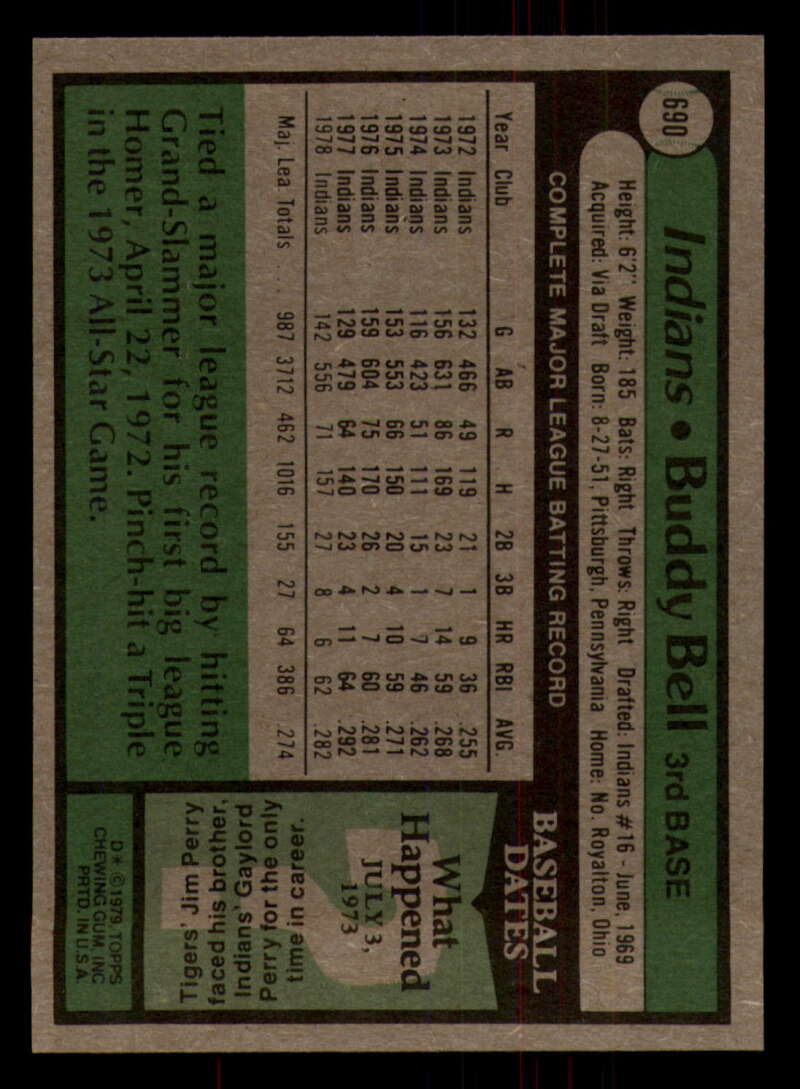 690
Indians • Buddy Bell 3rd BASE
Height: 6'2" Weight: 185 Bats: Right Throws: Right Drafted: Indians #16 - June, 1969
Acquired: Via Draft Born: 8-27-51, Pittsburgh, Pennsylvania Home: No. Royalton, Ohio
COMPLETE MAJOR LEAGUE BATTING RECORD
Year Club G AB R H 2B 3B HR RBI AVG.
1972 Indians 132 466 49 119 21 1 9 36 .255
1973 Indians 156 631 86 169 23 7 14 59 .268
1974 Indians 116 423 51 111 15 1 7 46 .262
1975 Indians 153 553 66 150 20 4 10 59 .271
1976 Indians 159 604 75 170 26 2 7 60 .281
1977 Indians 129 479 64 140 23 4 11 64 .292
1978 Indians 142 556 71 157 27 8 6 62 .282
Maj. Lea Totals . . . 987 3712 462 1016 155 27 64 386 .274
Tied a major league record by hitting
Grand-Slammer for his first big league
Homer, April 22, 1972. Pinch-hit a Triple
in the 1973 All-Star Game.
BASEBALL
DATES
What
Happened
JULY 3,
1973
Tigers' Jim Perry
faced his brother,
Indians' Gaylord
Perry for the only
time in career.
D* © 1979 TOPPS
CHEWING GUM, INC.
PRTD. IN U.S.A.